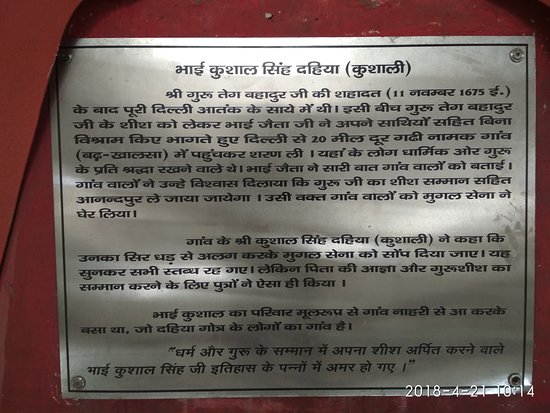 भाई कुशाल सिंह दहिया (कुशाली)
श्री गुरू तेग बहादुर जी की शहादत (11 नवम्बर 1675 ई॰)
के बाद पूरी दिल्ली आतंक के साये में थी। इसी बीच गुरू तेग बहादुर
जी के शीश को लेकर भाई जैता जी ने अपने साथियों सहित बिना
विश्राम किए भागते हुए दिल्ली से 20 मील दूर गढी नामक गांव
(बढ़-खालसा) में पहुंचकर शरण ली । यहां के लोग धार्मिक ओर गुरू
के प्रति श्रद्धा रखने वाले थे। भाई जैता ने सारी बात गांव वालों को बताई।
गांव वालों ने उन्हे विश्वास दिलाया कि गुरू जी का शीश सम्मान सहित
आनन्दपुर ले जाया जायेगा । उसी वक्त गांव वालों को मुगल सेना ने
घेर लिया।
गांव के श्री कुशाल सिंह दहिया (कुशाली) ने कहा कि
उनका सिर धड़ से अलग करके मुगल सेना को सोंप दिया जाए। यह
सुनकर सभी स्तब्ध रह गए। लेकिन पिता की आज्ञा और गुरूशीश का
सम्मान करने के लिए पुत्रों ने ऐसा ही किया ।
भाई कुशाल का परिवार मूलरूप से गांव नाहरी से आ करके
बसा था, जो दहिया गोत्र के लोगों का गांव है।
"धर्म और गुरू के सम्मान में अपना शीश अर्पित करने वाले
भाई कुशाल सिंह जी इतिहास के पन्नों में अमर हो गए ।"
2018-4-21 10:14